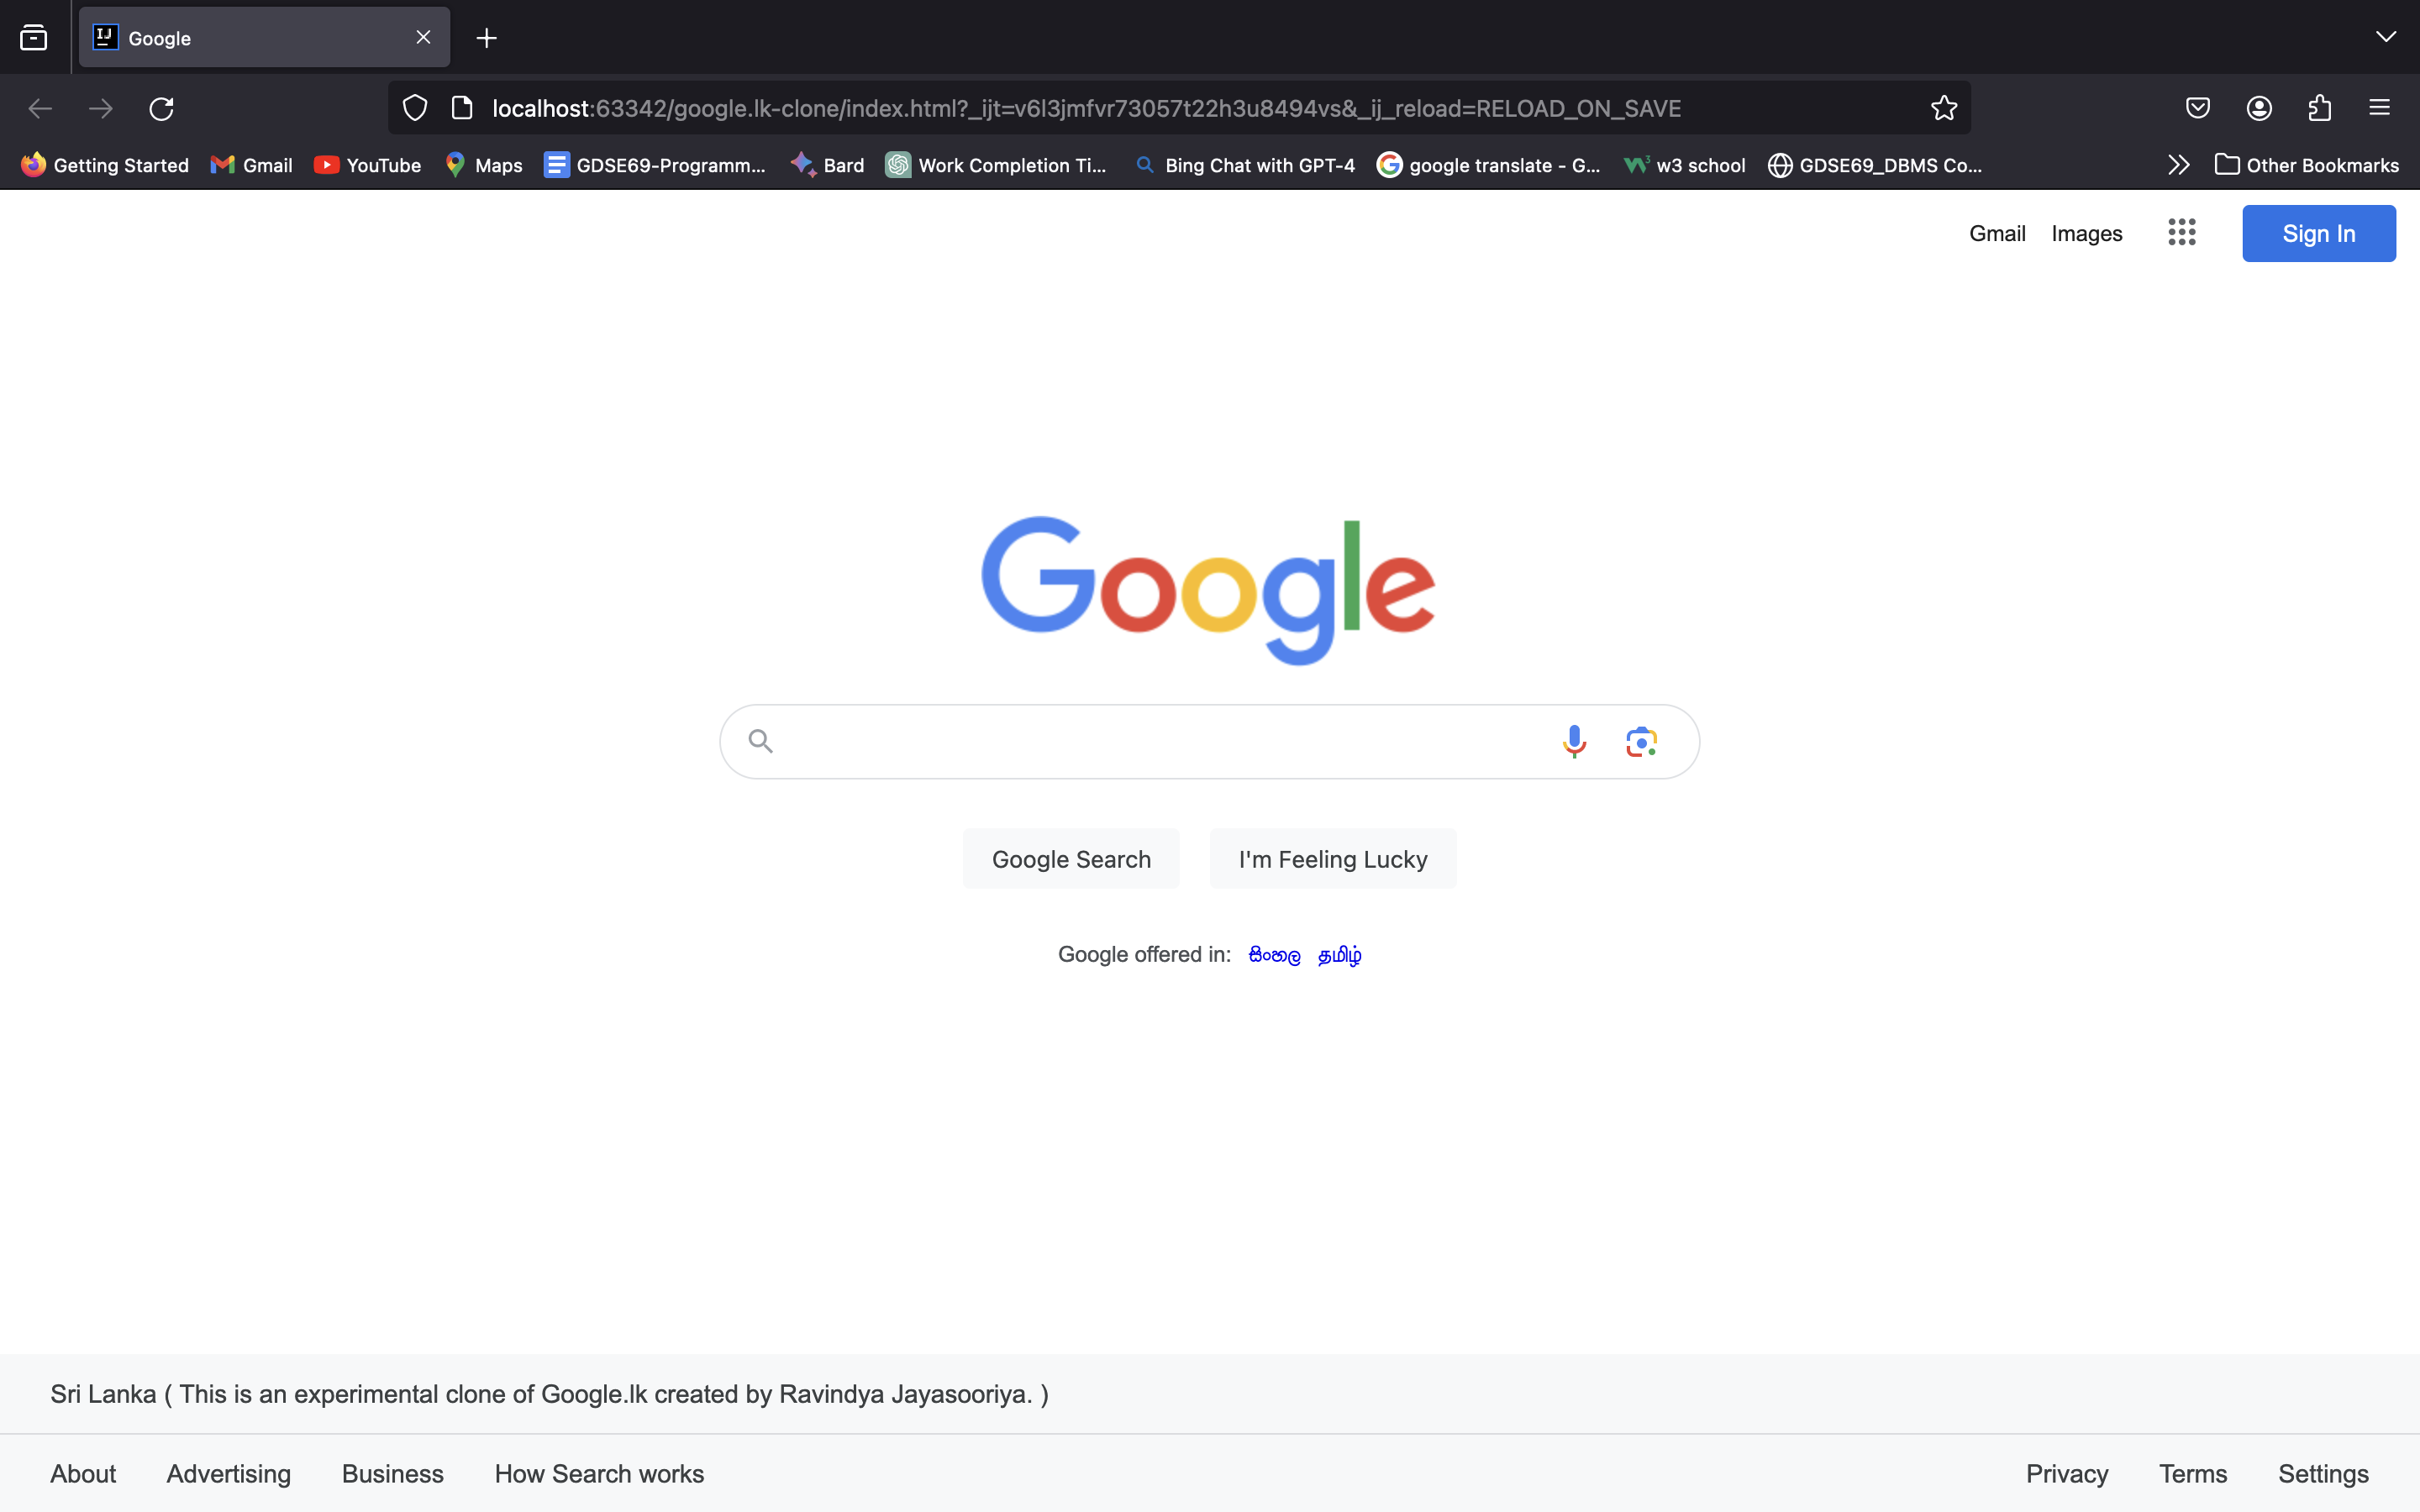 Google
localhost:63342/google.lk-clone/index.html?_ijt=v6l3jmfvr73057t22h3u8494vs&_ij_reload=RELOAD_ON_SAVE
Getting Started Gmail YouTube Maps GDSE69-Programm... Bard Work Completion Ti... Bing Chat with GPT-4 google translate - G... w3 school GDSE69_DBMS Co... Other Bookmarks
Gmail Images Sign In
Google
Google Search I'm Feeling Lucky
Google offered in: සිංහල தமிழ்
Sri Lanka ( This is an experimental clone of Google.lk created by Ravindya Jayasooriya. )
About Advertising Business How Search works Privacy Terms Settings